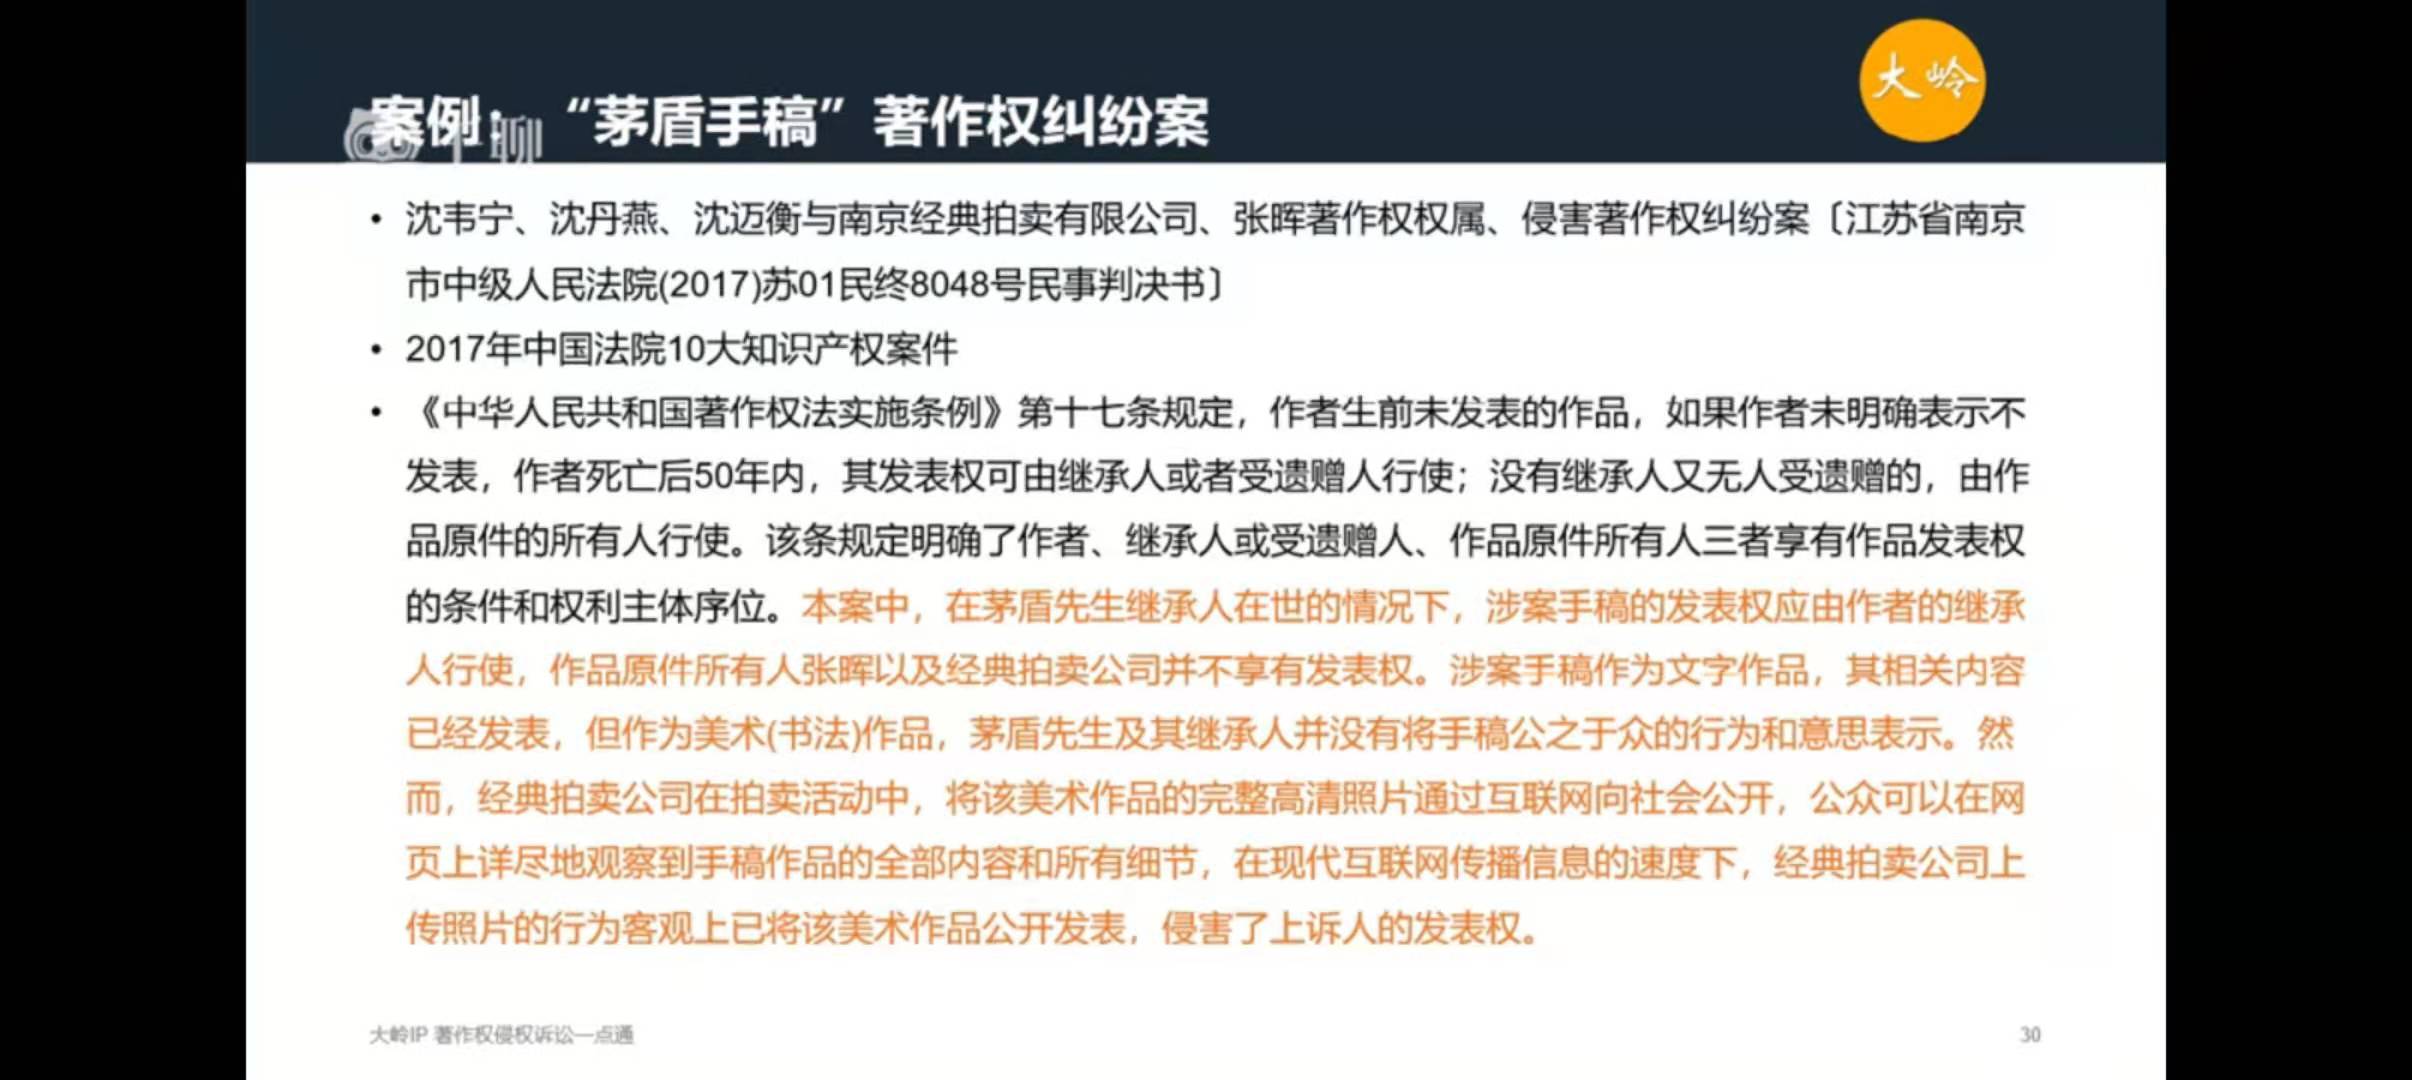 大岭
案例：“茅盾手稿”著作权纠纷案
千聊
• 沈韦宁、沈丹燕、沈迈衡与南京经典拍卖有限公司、张晖著作权权属、侵害著作权纠纷案〔江苏省南京
市中级人民法院(2017)苏01民终8048号民事判决书〕
• 2017年中国法院10大知识产权案件
• 《中华人民共和国著作权法实施条例》第十七条规定，作者生前未发表的作品，如果作者未明确表示不
发表，作者死亡后50年内，其发表权可由继承人或者受遗赠人行使；没有继承人又无人受遗赠的，由作
品原件的所有人行使。该条规定明确了作者、继承人或受遗赠人、作品原件所有人三者享有作品发表权
的条件和权利主体序位。本案中，在茅盾先生继承人在世的情况下，涉案手稿的发表权应由作者的继承
人行使，作品原件所有人张晖以及经典拍卖公司并不享有发表权。涉案手稿作为文字作品，其相关内容
已经发表，但作为美术(书法)作品，茅盾先生及其继承人并没有将手稿公之于众的行为和意思表示。然
而，经典拍卖公司在拍卖活动中，将该美术作品的完整高清照片通过互联网向社会公开，公众可以在网
页上详尽地观察到手稿作品的全部内容和所有细节，在现代互联网传播信息的速度下，经典拍卖公司上
传照片的行为客观上已将该美术作品公开发表，侵害了上诉人的发表权。
大岭IP 著作权侵权诉讼一点通
30